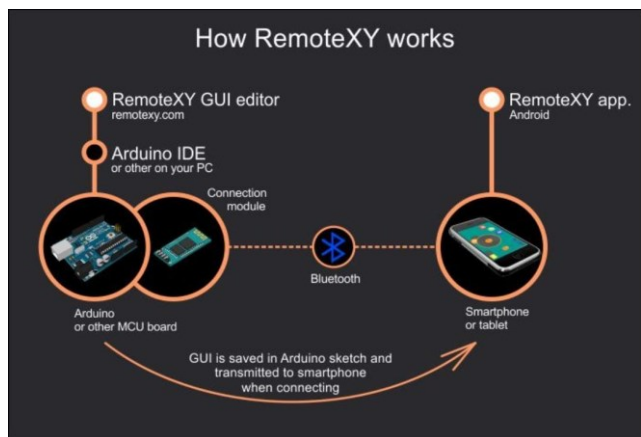 How RemoteXY works
RemoteXY GUI editor
remotexy.com
Arduino IDE
or other on your PC
Connection
module
Arduino
or other MCU board
Bluetooth
RemoteXY app.
Android
Smartphone
or tablet
GUI is saved in Arduino sketch and
transmitted to smartphone
when connecting